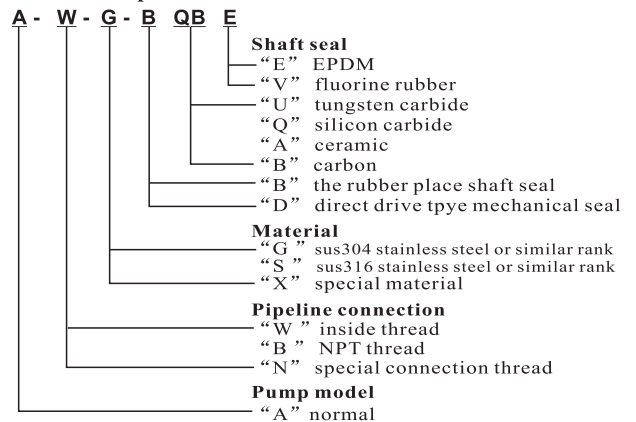 A - W - G - B QB E
Shaft seal
“E” EPDM
“V” fluorine rubber
“U” tungsten carbide
“Q” silicon carbide
“A” ceramic
“B” carbon
“B” the rubber place shaft seal
“D” direct drive tpye mechanical seal
Material
“G ” sus304 stainless steel or similar rank
“S ” sus316 stainless steel or similar rank
“X” special material
Pipeline connection
“W ” inside thread
“B ” NPT thread
“N” special connection thread
Pump model
“A” normal